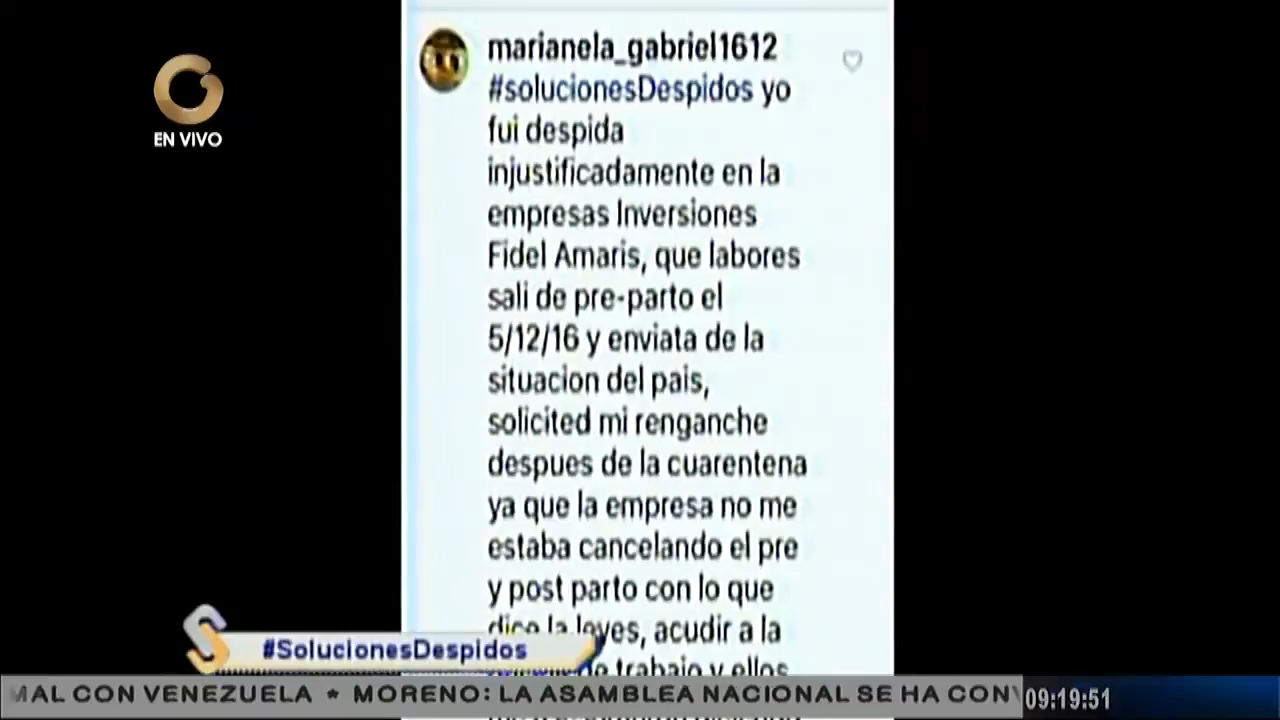 marianela_gabriel1612
#solucionesDespidos yo
fui despida
injustificadamente en la
empresas Inversiones
Fidel Amaris, que labores
sali de pre-parto el
5/12/16 y enviata de la
situacion del pais,
solicited mi renganche
despues de la cuarentena
ya que la empresa no me
estaba cancelando el pre
y post parto con lo que
dice la leyes, acudir a la
de trabajo y ellos
EN VIVO
#SolucionesDespidos
MAL CON VENEZUELA * MORENO: LA ASAMBLEA NACIONAL SE HA CON
09:19:51